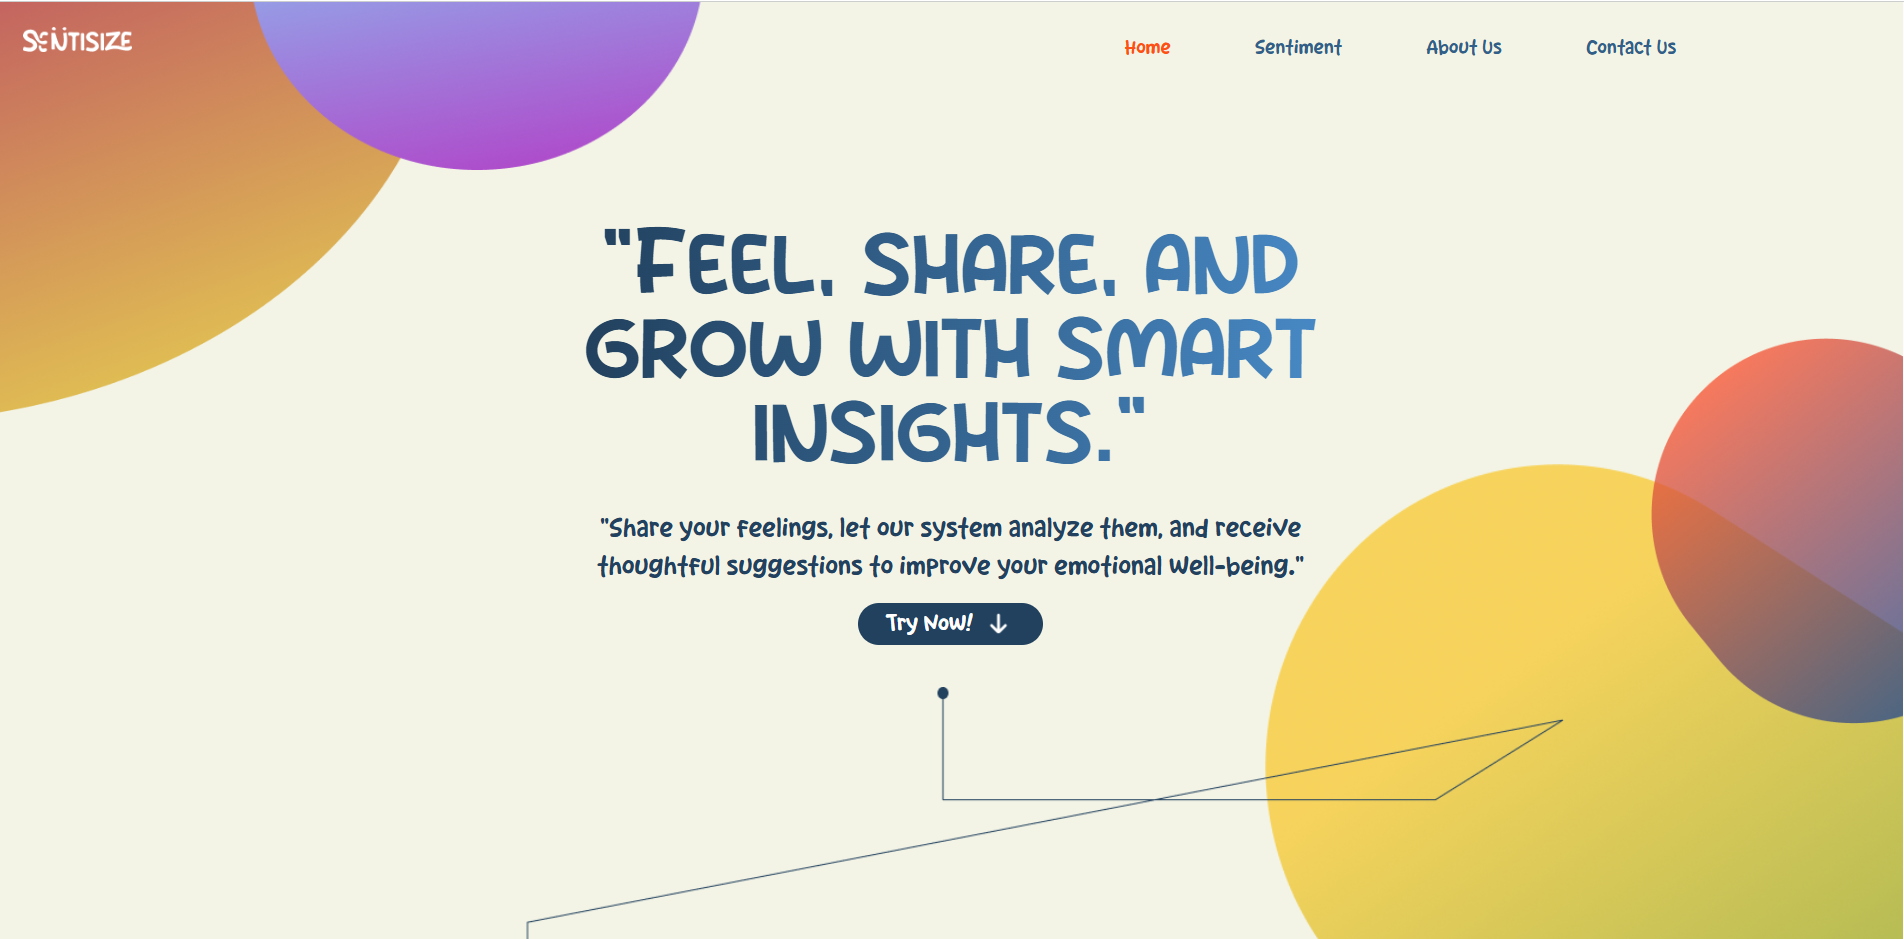 SENTISIZE
Home Sentiment About Us Contact Us
"FEEL, SHARE, AND
GROW WITH SMART
INSIGHTS."
"Share your feelings, let our system analyze them, and receive
thoughtful suggestions to improve your emotional well-being."
Try Now!